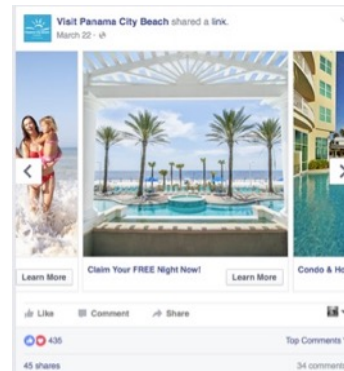 Visit Panama City Beach shared a link.
March 22
Learn More
Claim Your FREE Night Now!
Learn More
Condo & Ho
Like Comment Share
435
Top Comments
45 shares
34 comments